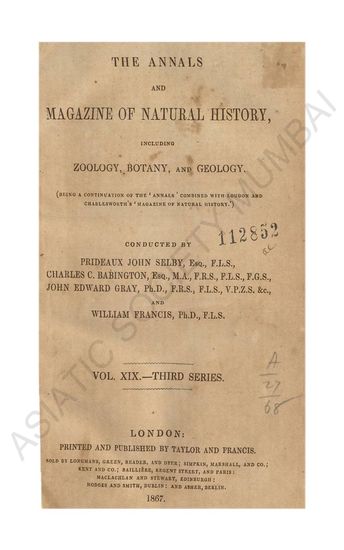 THE ANNALS
AND
MAGAZINE OF NATURAL HISTORY,
INCLUDING
ZOOLOGY, BOTANY, AND GEOLOGY.
(BEING A CONTINUATION OF THE 'ANNALS' COMBINED WITH LOUDON AND
CHARLESWORTH'S 'MAGAZINE OF NATURAL HISTORY.')
CONDUCTED BY
112852
PRIDEAUX JOHN SELBY, Esq., F.L.S.,
CHARLES C. BABINGTON, Esq., M.A., F.R.S., F.L.S., F.G.S.,
JOHN EDWARD GRAY, Ph.D., F.R.S., F.L.S., V.P.Z.S. &c.,
AND
WILLIAM FRANCIS, Ph.D., F.L.S.
VOL. XIX.—THIRD SERIES.
A
27
68
LONDON:
PRINTED AND PUBLISHED BY TAYLOR AND FRANCIS.
SOLD BY LONGMANS, GREEN, READER, AND DYER; SIMPKIN, MARSHALL, AND CO.;
KENT AND CO.; BAILLIÈRE, REGENT STREET, AND PARIS:
MACLACHLAN AND STEWART, EDINBURGH:
HODGES AND SMITH, DUBLIN: AND ASHER, BERLIN.
1867.
ASIATIC SOCIETY MUMBAI